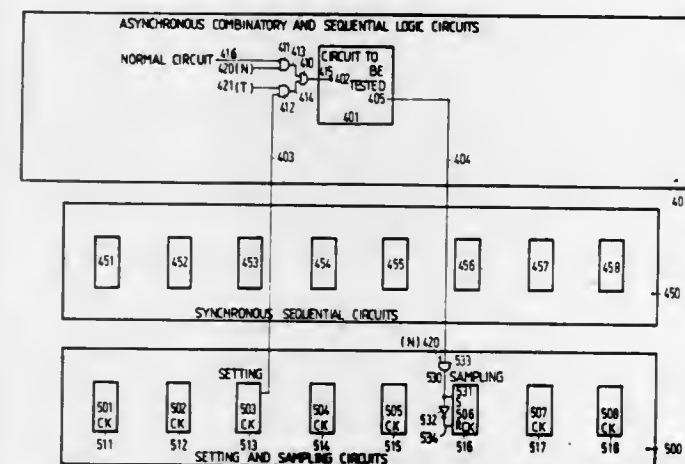 ASYNCHRONOUS COMBINATORY AND SEQUENTIAL LOGIC CIRCUITS
NORMAL CIRCUIT 416 411 413
420(N) 410
421(T) 412 414
CIRCUIT TO BE TESTED
415 402 405
401
403 404
40
451 452 453 454 455 456 457 458
450
SYNCHRONOUS SEQUENTIAL CIRCUITS
(N) 420 533
SETTING 530 SAMPLING
531
S
532
534
501 502 503 504 505 506 507 508
CK CK CK CK CK R CK CK CK
511 512 513 514 515 516 517 518
500
SETTING AND SAMPLING CIRCUITS